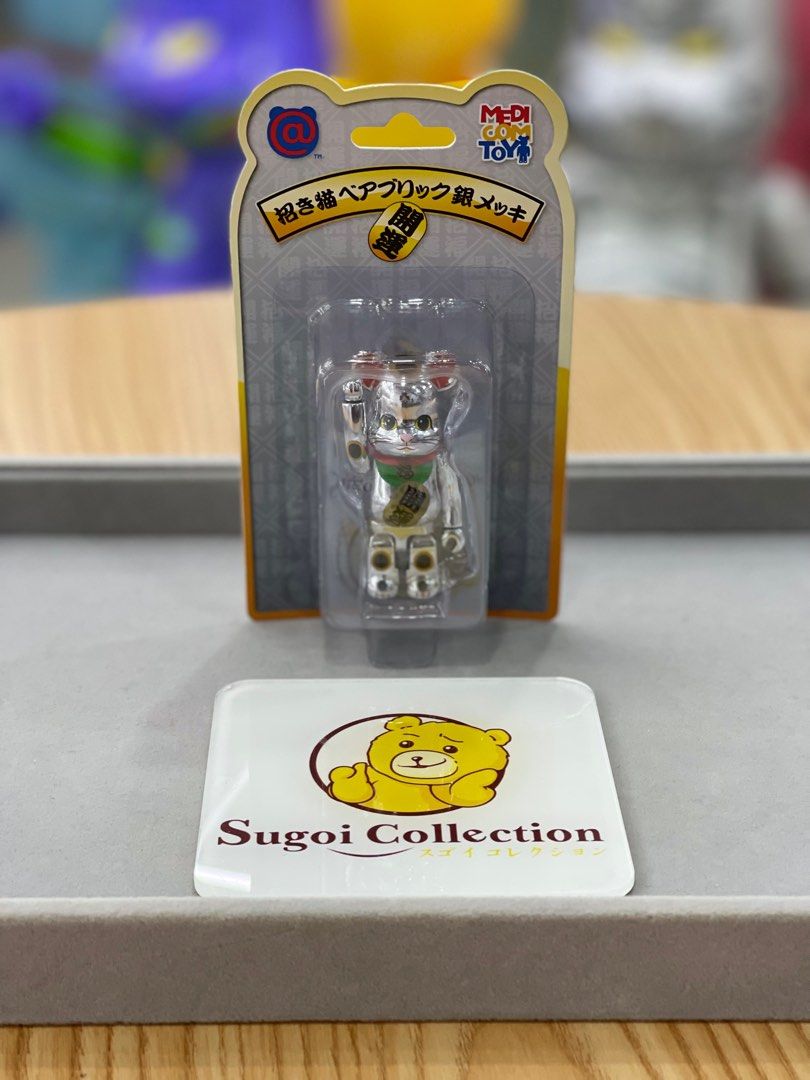 @
TM
MEDI
COM
TOY
招き猫 ベアブリック 銀メッキ
開運
Sugoi Collection
スゴイ コレクション